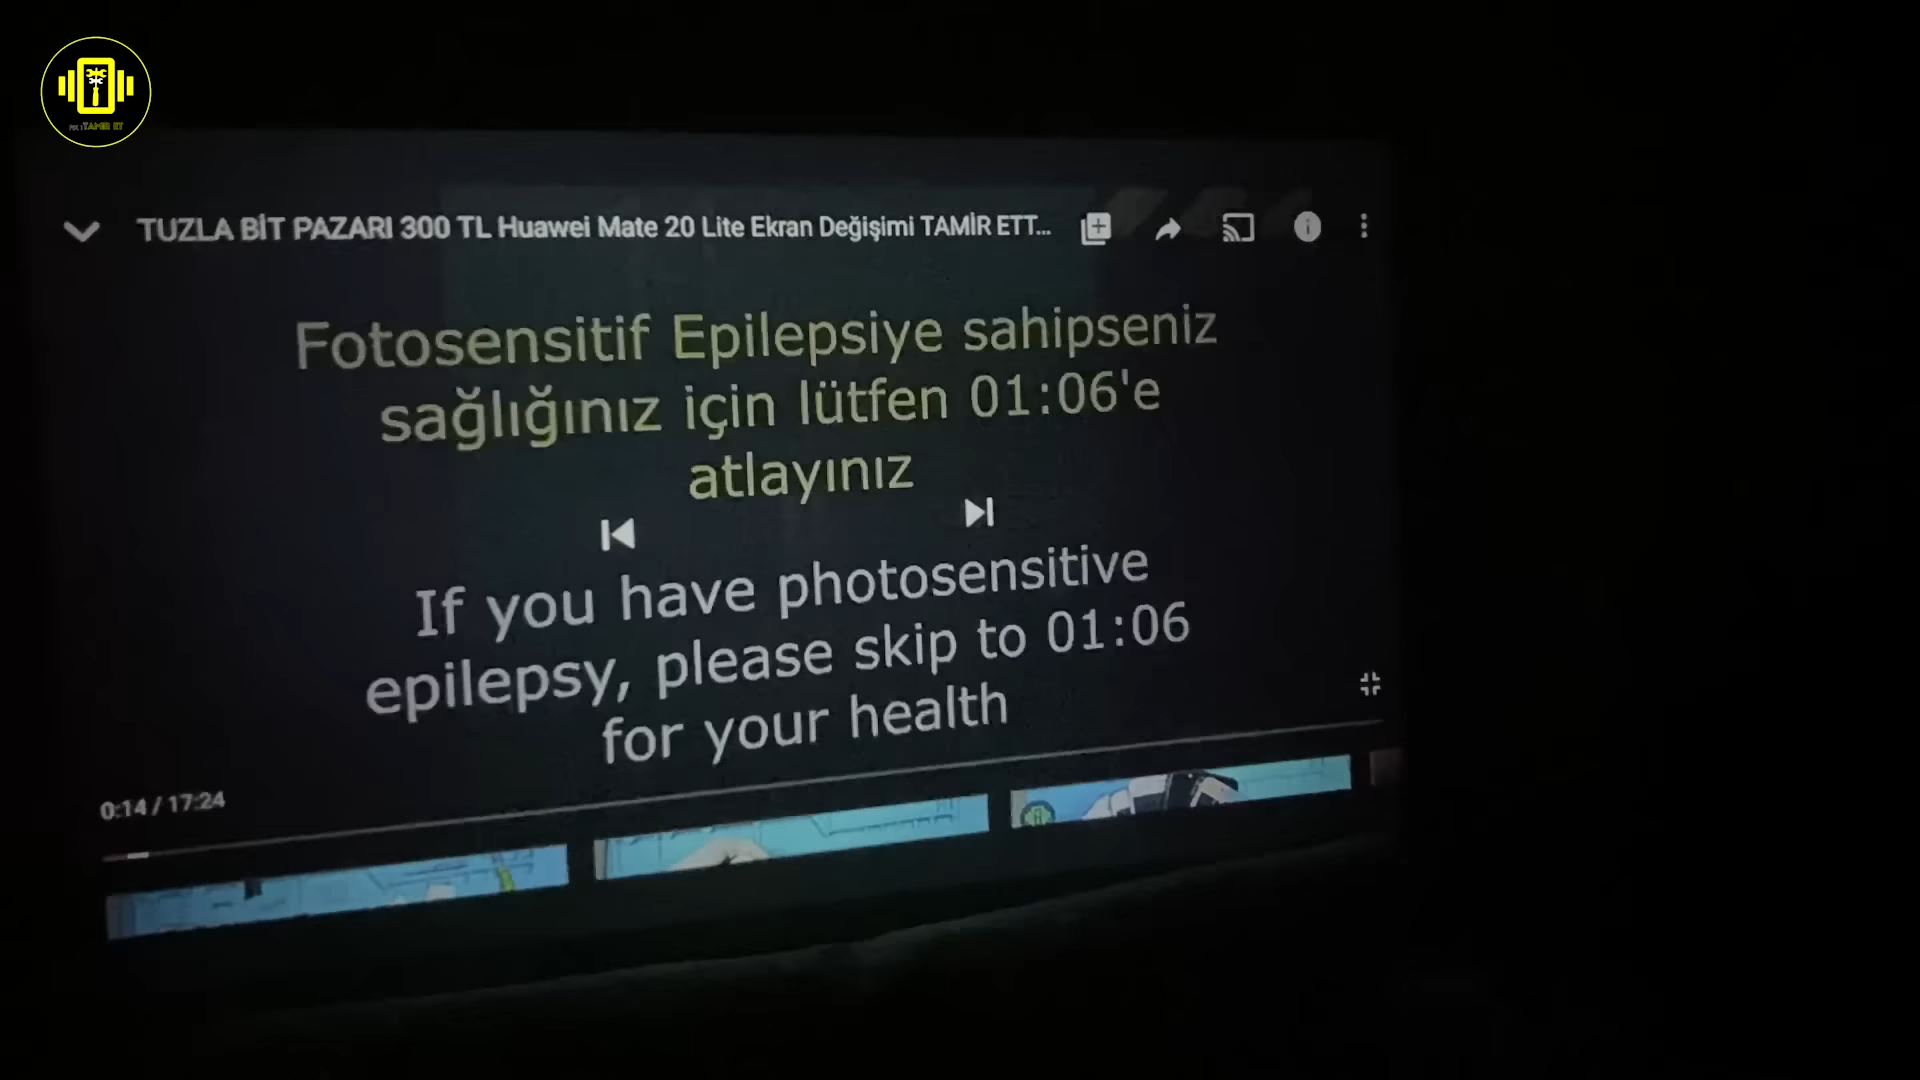 TAMİR ET
TUZLA BİT PAZARI 300 TL Huawei Mate 20 Lite Ekran Değişimi TAMİR ETT...
Fotosensitif Epilepsiye sahipseniz
sağlığınız için lütfen 01:06'e
atlayınız
If you have photosensitive
epilepsy, please skip to 01:06
for your health
0:14 / 17:24